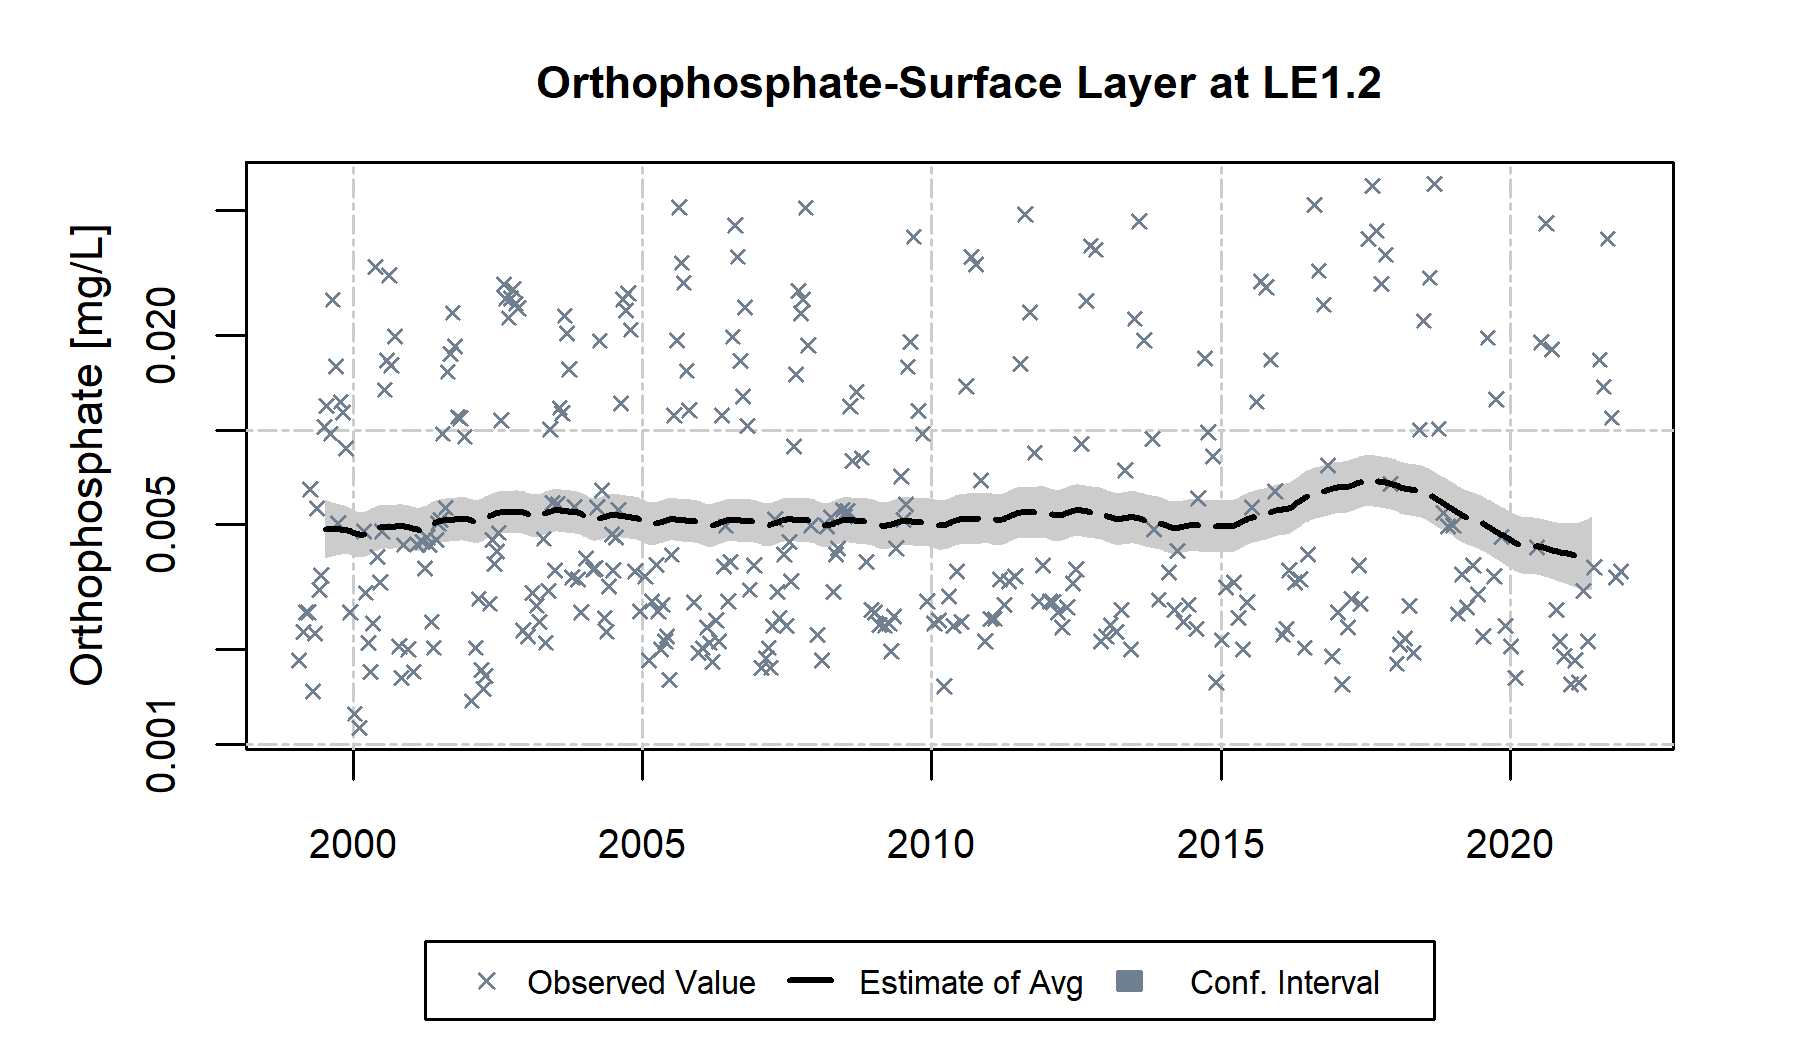 Orthophosphate-Surface Layer at LE1.2
Orthophosphate [mg/L]
0.020
0.005
0.001
2000 2005 2010 2015 2020
Observed Value Estimate of Avg Conf. Interval